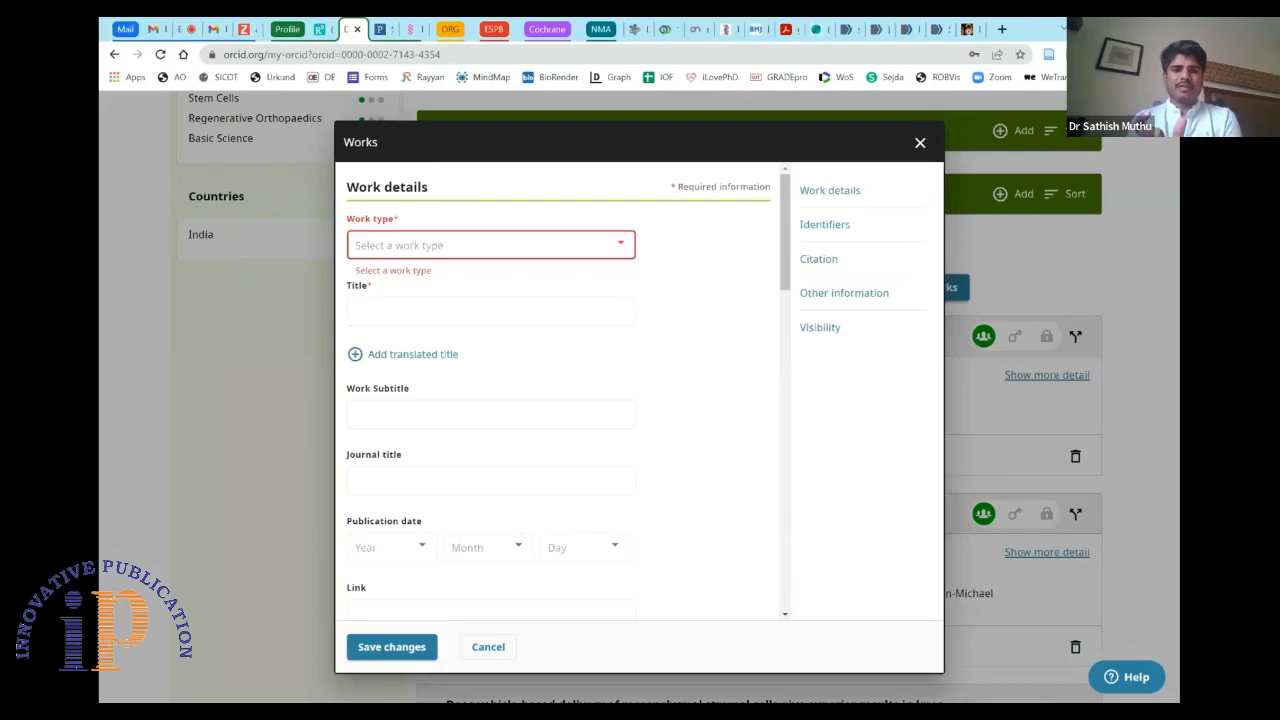 Mail
Profile
ORG
ESPB
Cochrane
NMA
BMJ
orcid.org/my-orcid?orcid=0000-0002-7143-4354
Apps
AO
SICOT
Urkund
OE
Forms
Rayyan
MindMap
BioRender
Graph
IOF
iLovePhD
GRADEpro
WoS
Sejda
ROBVis
Zoom
WeTra
Dr Sathish Muthu
Stem Cells
Regenerative Orthopaedics
Basic Science
Countries
India
Add
Add Sort
Works
Work details
* Required information
Work type*
Select a work type
Select a work type
Title*
Add translated title
Work Subtitle
Journal title
Publication date
Year Month Day
Link
Save changes Cancel
Work details
Identifiers
Citation
Other information
Visibility
ks
Show more detail
Show more detail
n-Michael
Help
INNOVATIVE PUBLICATION
ip